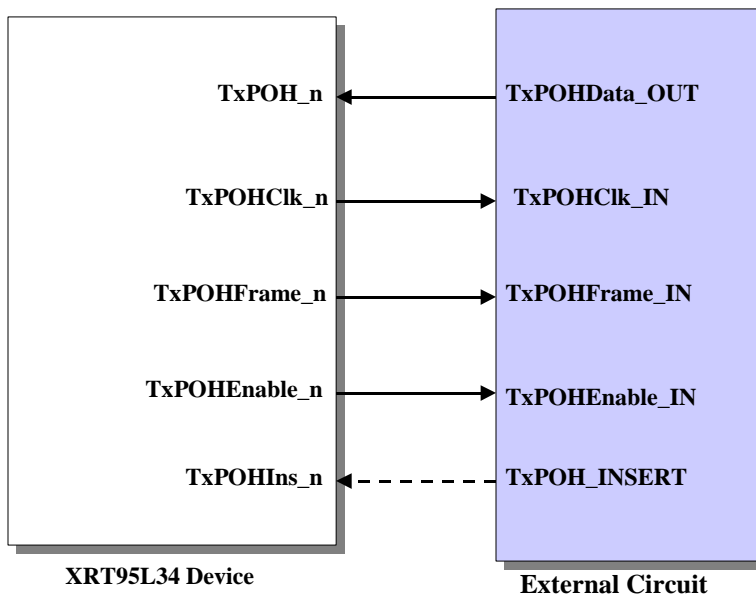 TxPOH_n
TxPOHData_OUT
TxPOHClk_n
TxPOHClk_IN
TxPOHFrame_n
TxPOHFrame_IN
TxPOHEnable_n
TxPOHEnable_IN
TxPOHIns_n
TxPOH_INSERT
XRT95L34 Device
External Circuit